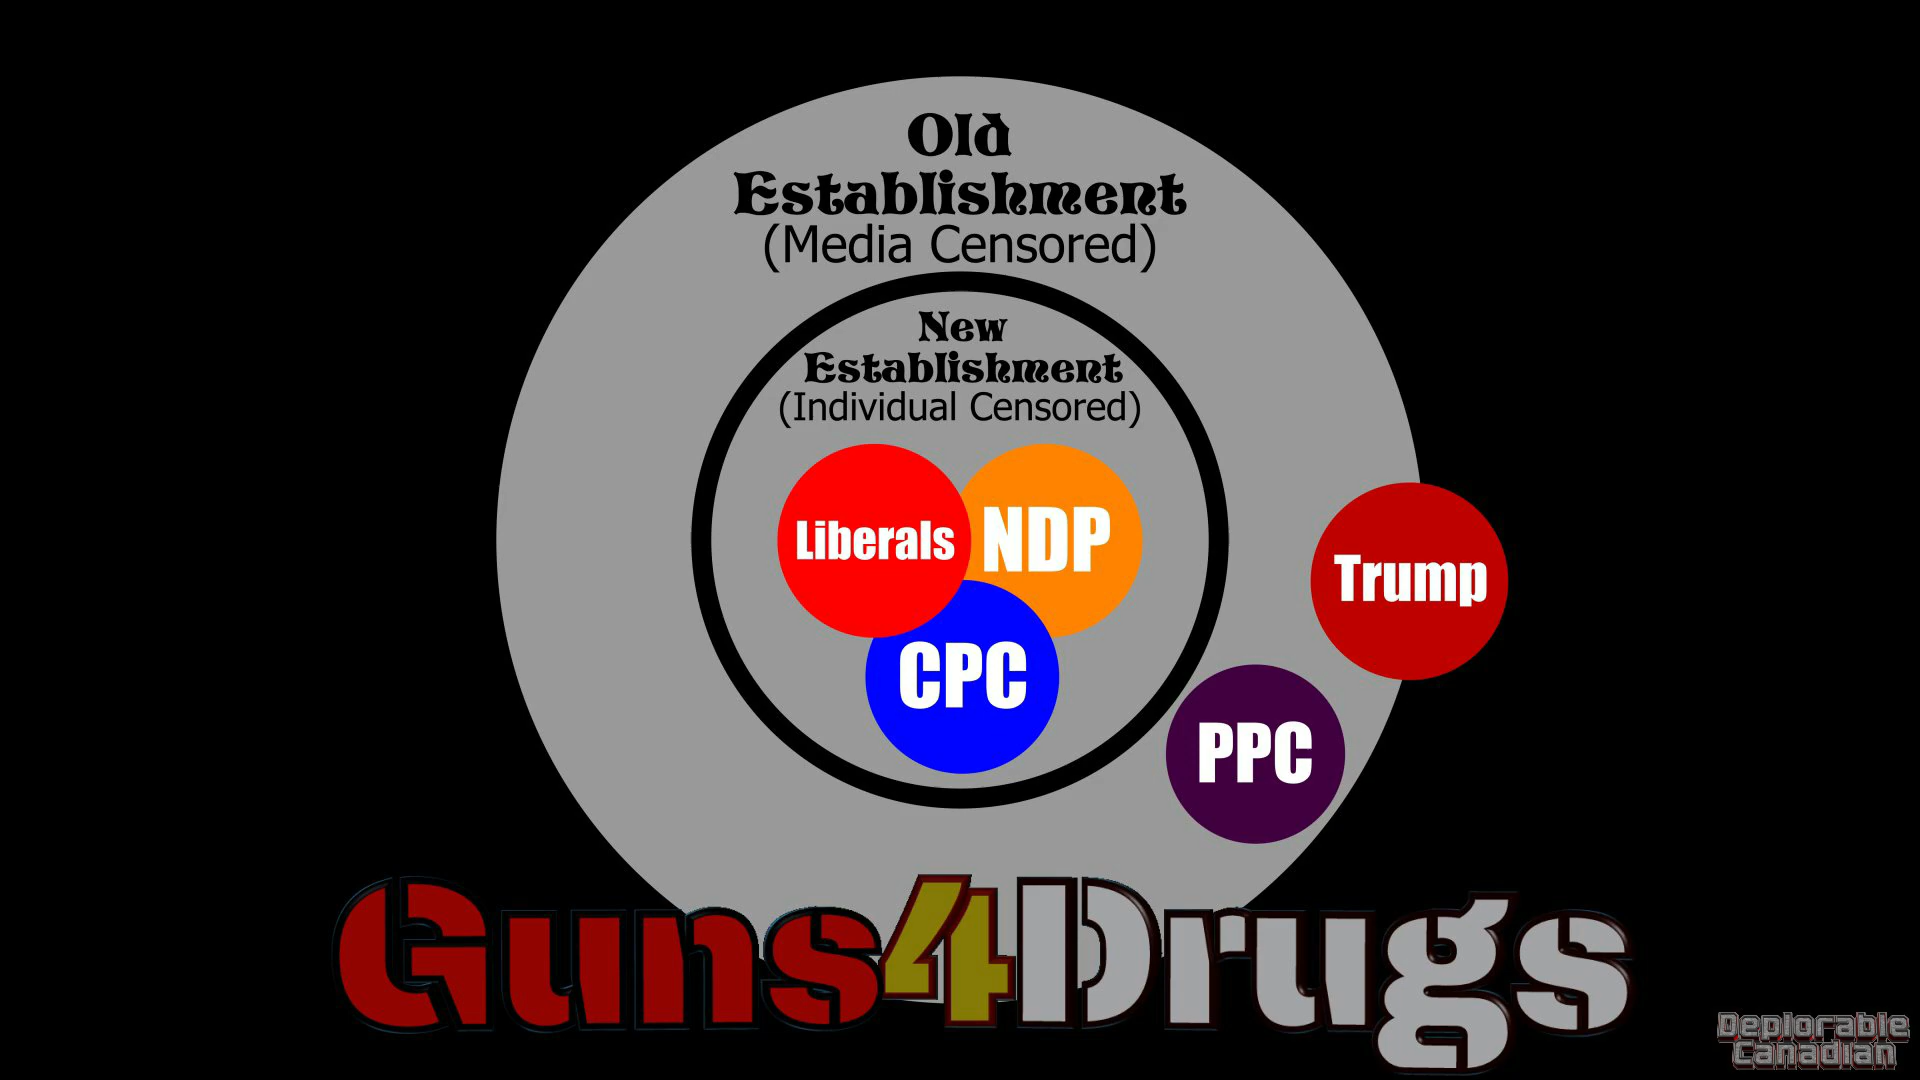 Old
Establishment
(Media Censored)
New
Establishment
(Individual Censored)
Liberals
NDP
CPC
Trump
PPC
Guns4Drugs
Deplorable
Canadian